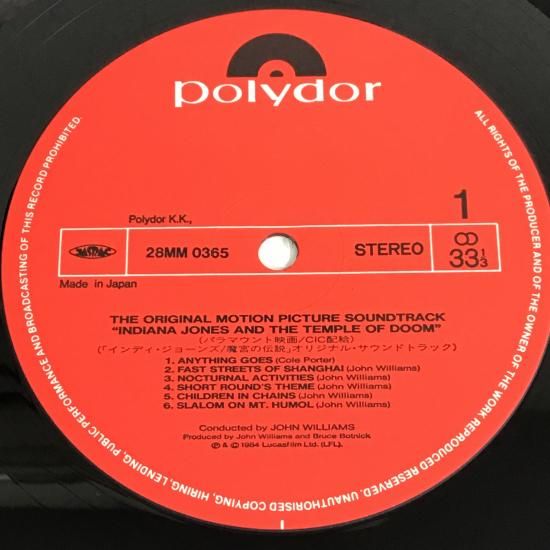 polydor
1
Polydor K.K.,
JASRAC
28MM 0365
STEREO
33 1/3
Made in Japan
THE ORIGINAL MOTION PICTURE SOUNDTRACK
"INDIANA JONES AND THE TEMPLE OF DOOM"
(パラマウント映画/CIC配給)
(「インディ・ジョーンズ/魔宮の伝説」オリジナル・サウンドトラック)
1. ANYTHING GOES (Cole Porter)
2. FAST STREETS OF SHANGHAI (John Williams)
3. NOCTURNAL ACTIVITIES (John Williams)
4. SHORT ROUND'S THEME (John Williams)
5. CHILDREN IN CHAINS (John Williams)
6. SLALOM ON MT. HUMOL (John Williams)
Conducted by JOHN WILLIAMS
Produced by John Williams and Bruce Botnick
℗ & © 1984 Lucasfilm Ltd. (LFL).
ALL RIGHTS OF THE PRODUCER AND OF THE OWNER OF THE WORK REPRODUCED RESERVED. UNAUTHORISED COPYING, HIRING, LENDING, PUBLIC PERFORMANCE AND BROADCASTING OF THIS RECORD PROHIBITED.